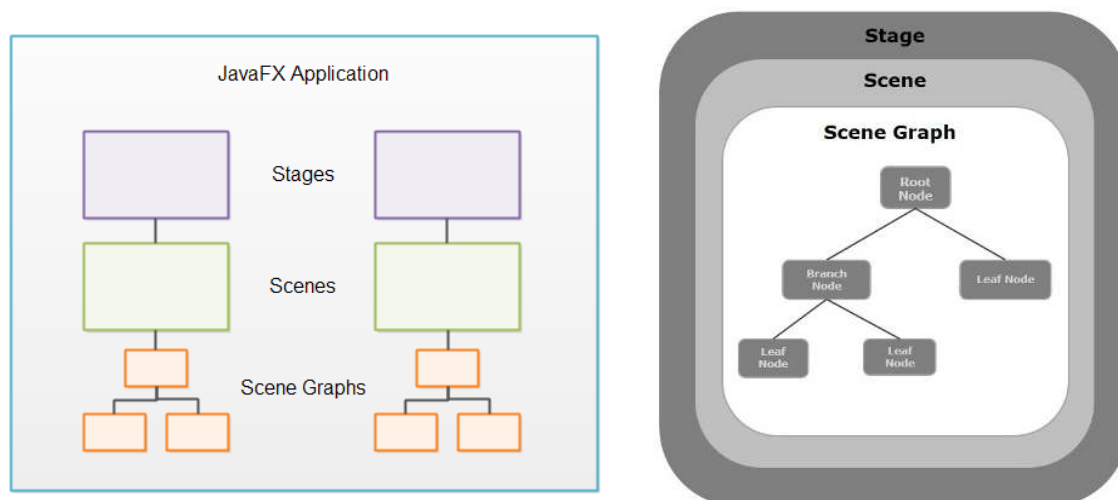 JavaFX Application
Stages
Scenes
Scene Graphs
Stage
Scene
Scene Graph
Root
Node
Branch
Node
Leaf Node
Leaf
Node
Leaf
Node